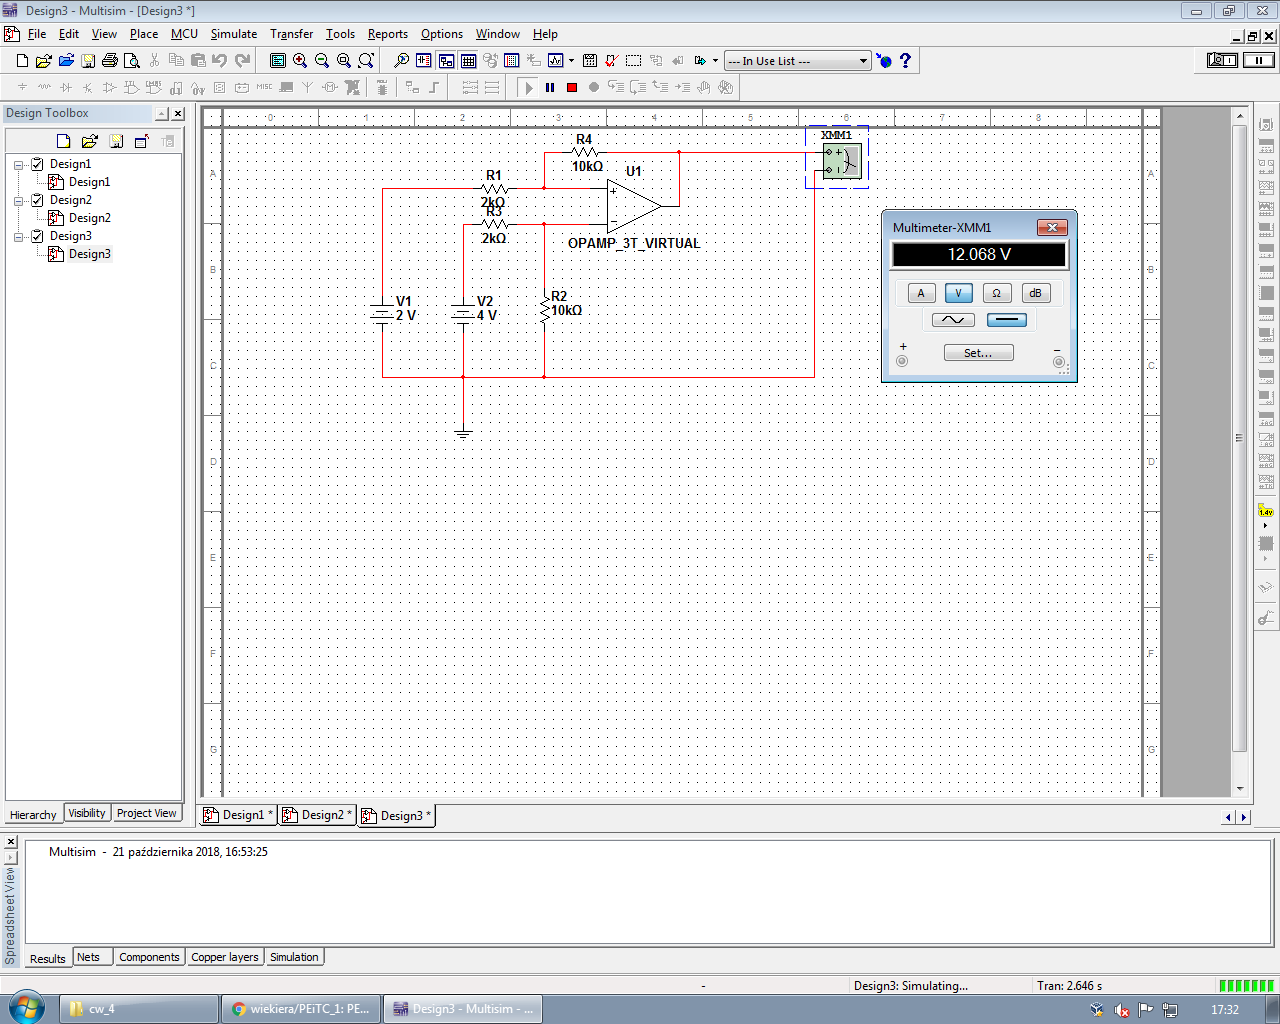 Design3 - Multisim - [Design3 *]
File Edit View Place MCU Simulate Transfer Tools Reports Options Window Help
--- In Use List ---
MISC
Design Toolbox
Design1
Design1
Design2
Design2
Design3
Design3
Hierarchy Visibility Project View
0 1 2 3 4 5 6 7 8
A
B
C
D
E
F
G
A
B
C
D
E
F
G
R4
10kΩ
R1
2kΩ
R3
2kΩ
U1
OPAMP_3T_VIRTUAL
V1
2 V
V2
4 V
R2
10kΩ
XMM1
Multimeter-XMM1
12.068 V
A V Ω dB
+ Set... −
1.4v
Design1 * Design2 * Design3 *
Multisim - 21 października 2018, 16:53:25
Spreadsheet View
Results Nets Components Copper layers Simulation
- Design3: Simulating... Tran: 2.646 s
cw_4 wiekiera/PEiTC_1: PE... Design3 - Multisim - ... 17:32